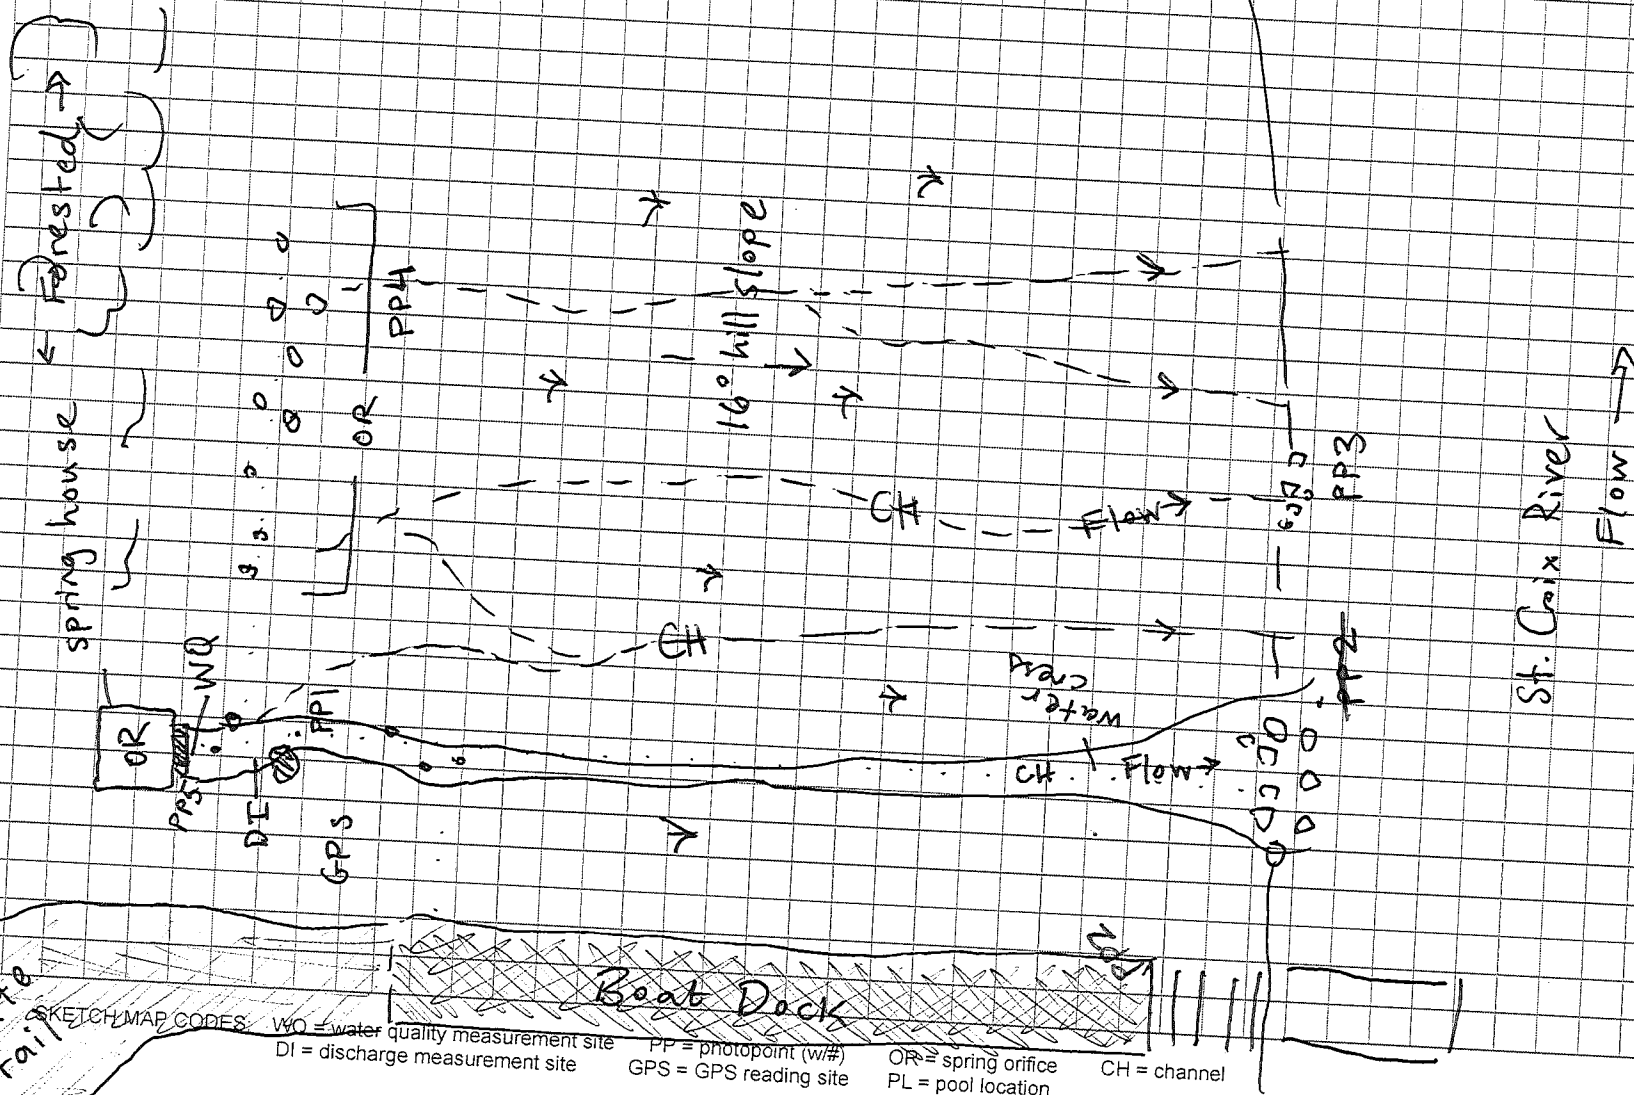 ← Forested →
spring house
OR
WQ
PP5
DI
PP1
GPS
OR
PP4
16° hill slope
CH
Flow →
CH
water
cress
CH
Flow →
PP3
PP2
PP2
St. Croix River
Flow →
Boat Dock
trail
SKETCH MAP CODES
WQ = water quality measurement site
PP = photopoint (w/#)
OR = spring orifice
CH = channel
DI = discharge measurement site
GPS = GPS reading site
PL = pool location